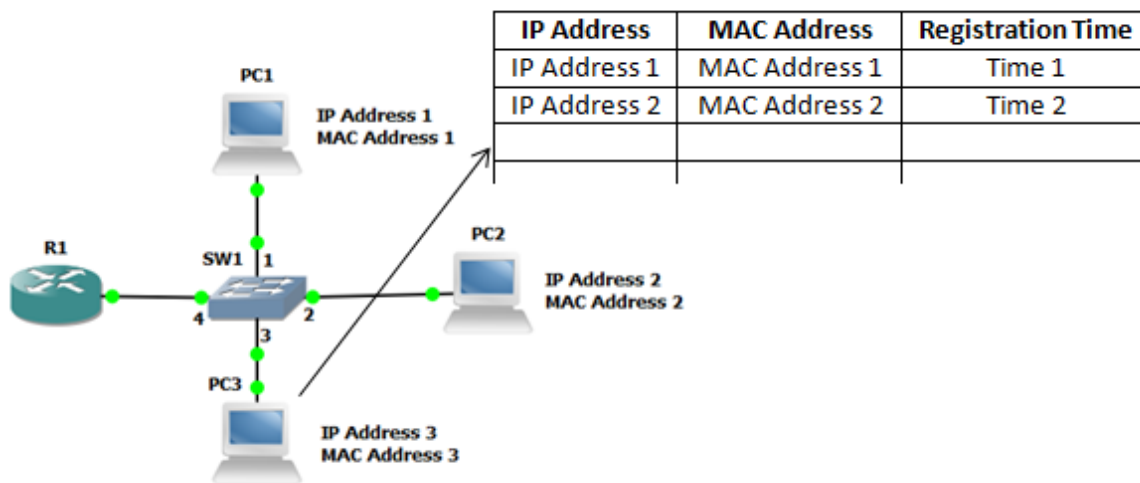 IP Address MAC Address Registration Time
IP Address 1 MAC Address 1 Time 1
IP Address 2 MAC Address 2 Time 2
PC1
IP Address 1
MAC Address 1
R1
SW1
1
4
2
3
PC2
IP Address 2
MAC Address 2
PC3
IP Address 3
MAC Address 3